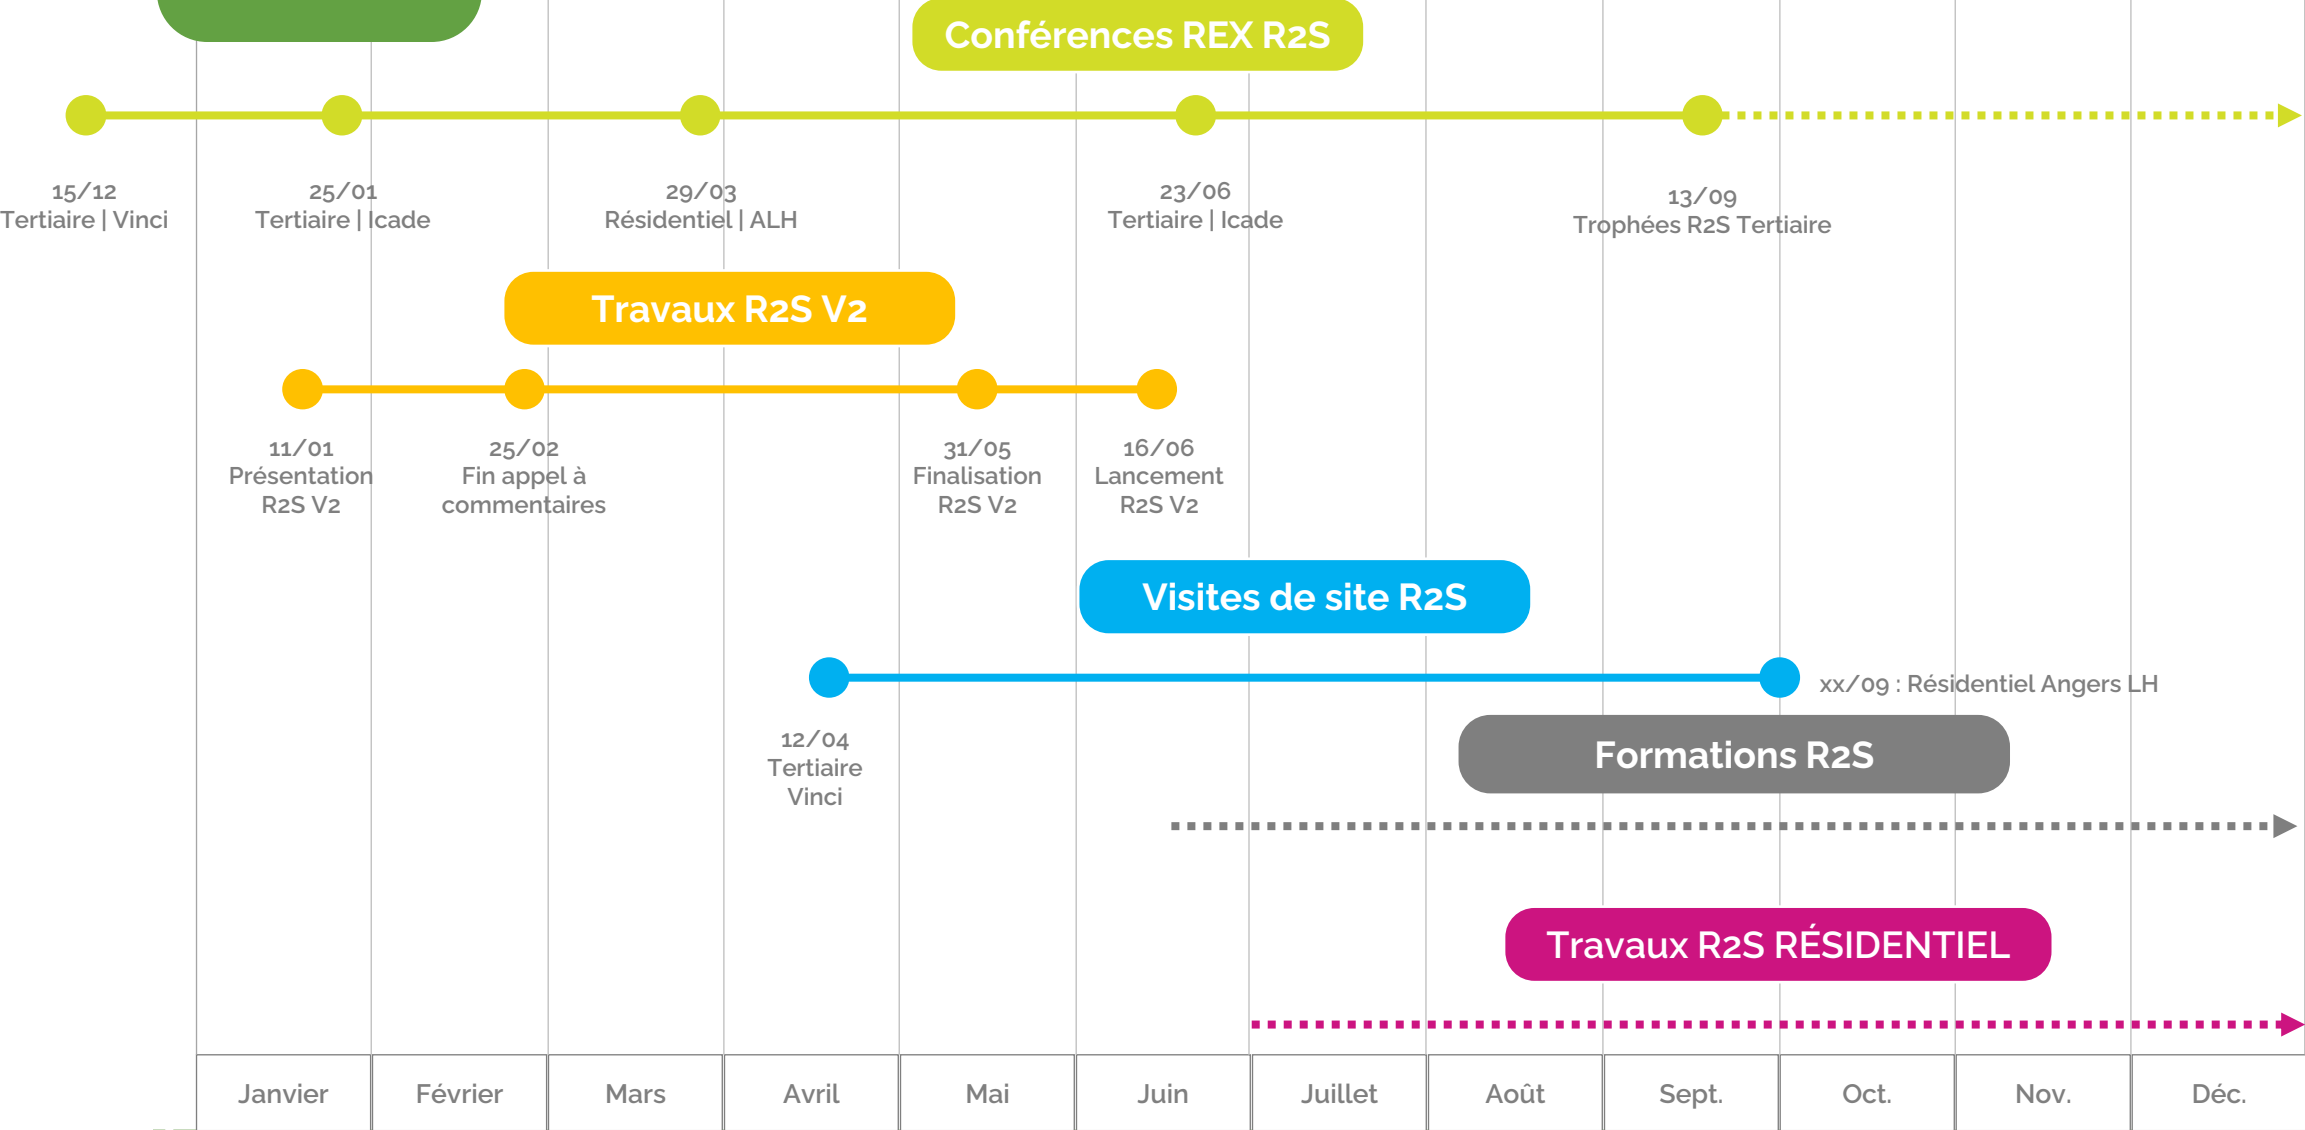 Conférences REX R2S
15/12
Tertiaire | Vinci
25/01
Tertiaire | Icade
29/03
Résidentiel | ALH
23/06
Tertiaire | Icade
13/09
Trophées R2S Tertiaire
Travaux R2S V2
11/01
Présentation
R2S V2
25/02
Fin appel à
commentaires
31/05
Finalisation
R2S V2
16/06
Lancement
R2S V2
Visites de site R2S
xx/09 : Résidentiel Angers LH
12/04
Tertiaire
Vinci
Formations R2S
Travaux R2S RÉSIDENTIEL
Janvier
Février
Mars
Avril
Mai
Juin
Juillet
Août
Sept.
Oct.
Nov.
Déc.